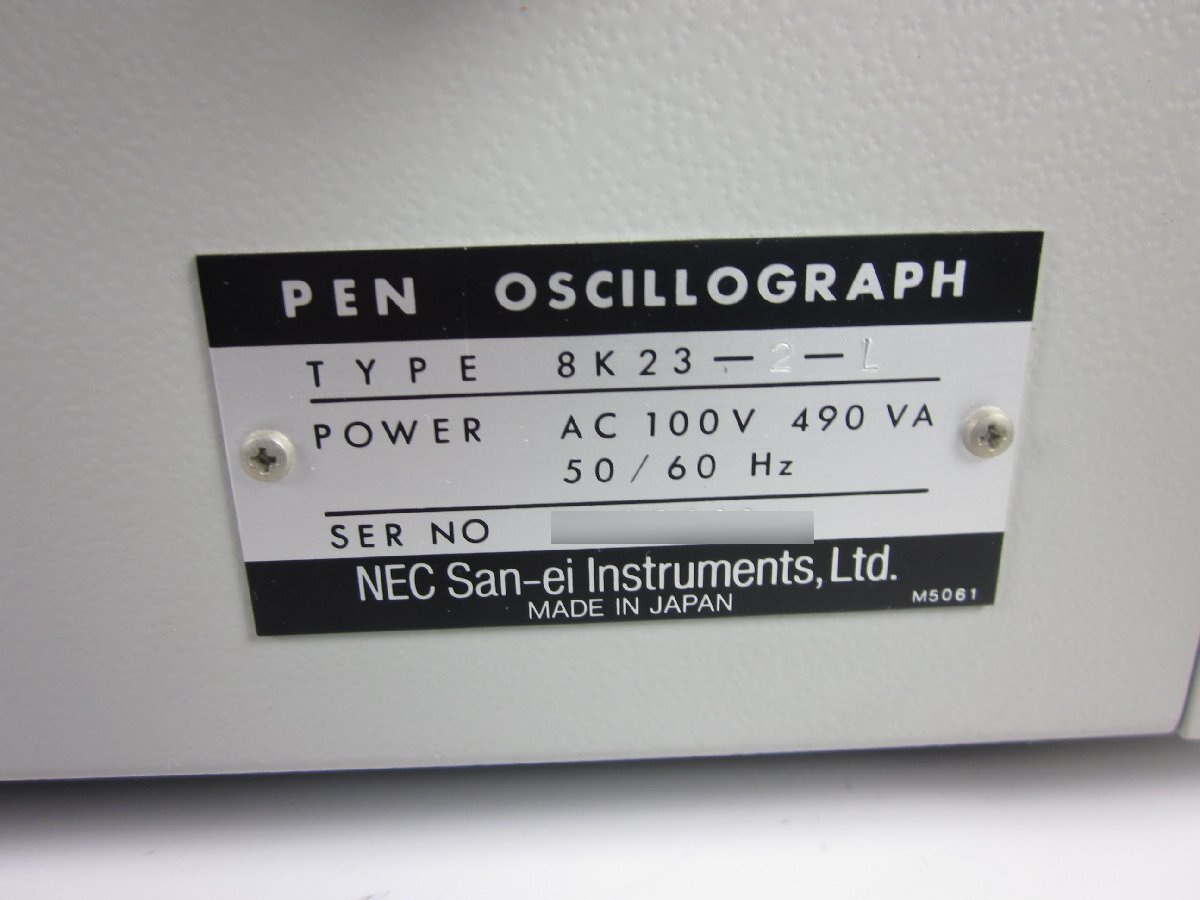 PEN OSCILLOGRAPH
TYPE 8K23-2-L
POWER AC 100V 490 VA
50/60 Hz
SER NO
NEC San-ei Instruments, Ltd.
MADE IN JAPAN
M5061